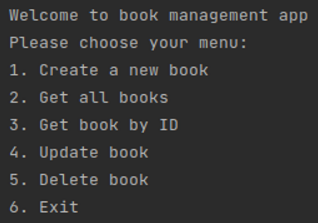 Welcome to book management app
Please choose your menu:
1. Create a new book
2. Get all books
3. Get book by ID
4. Update book
5. Delete book
6. Exit